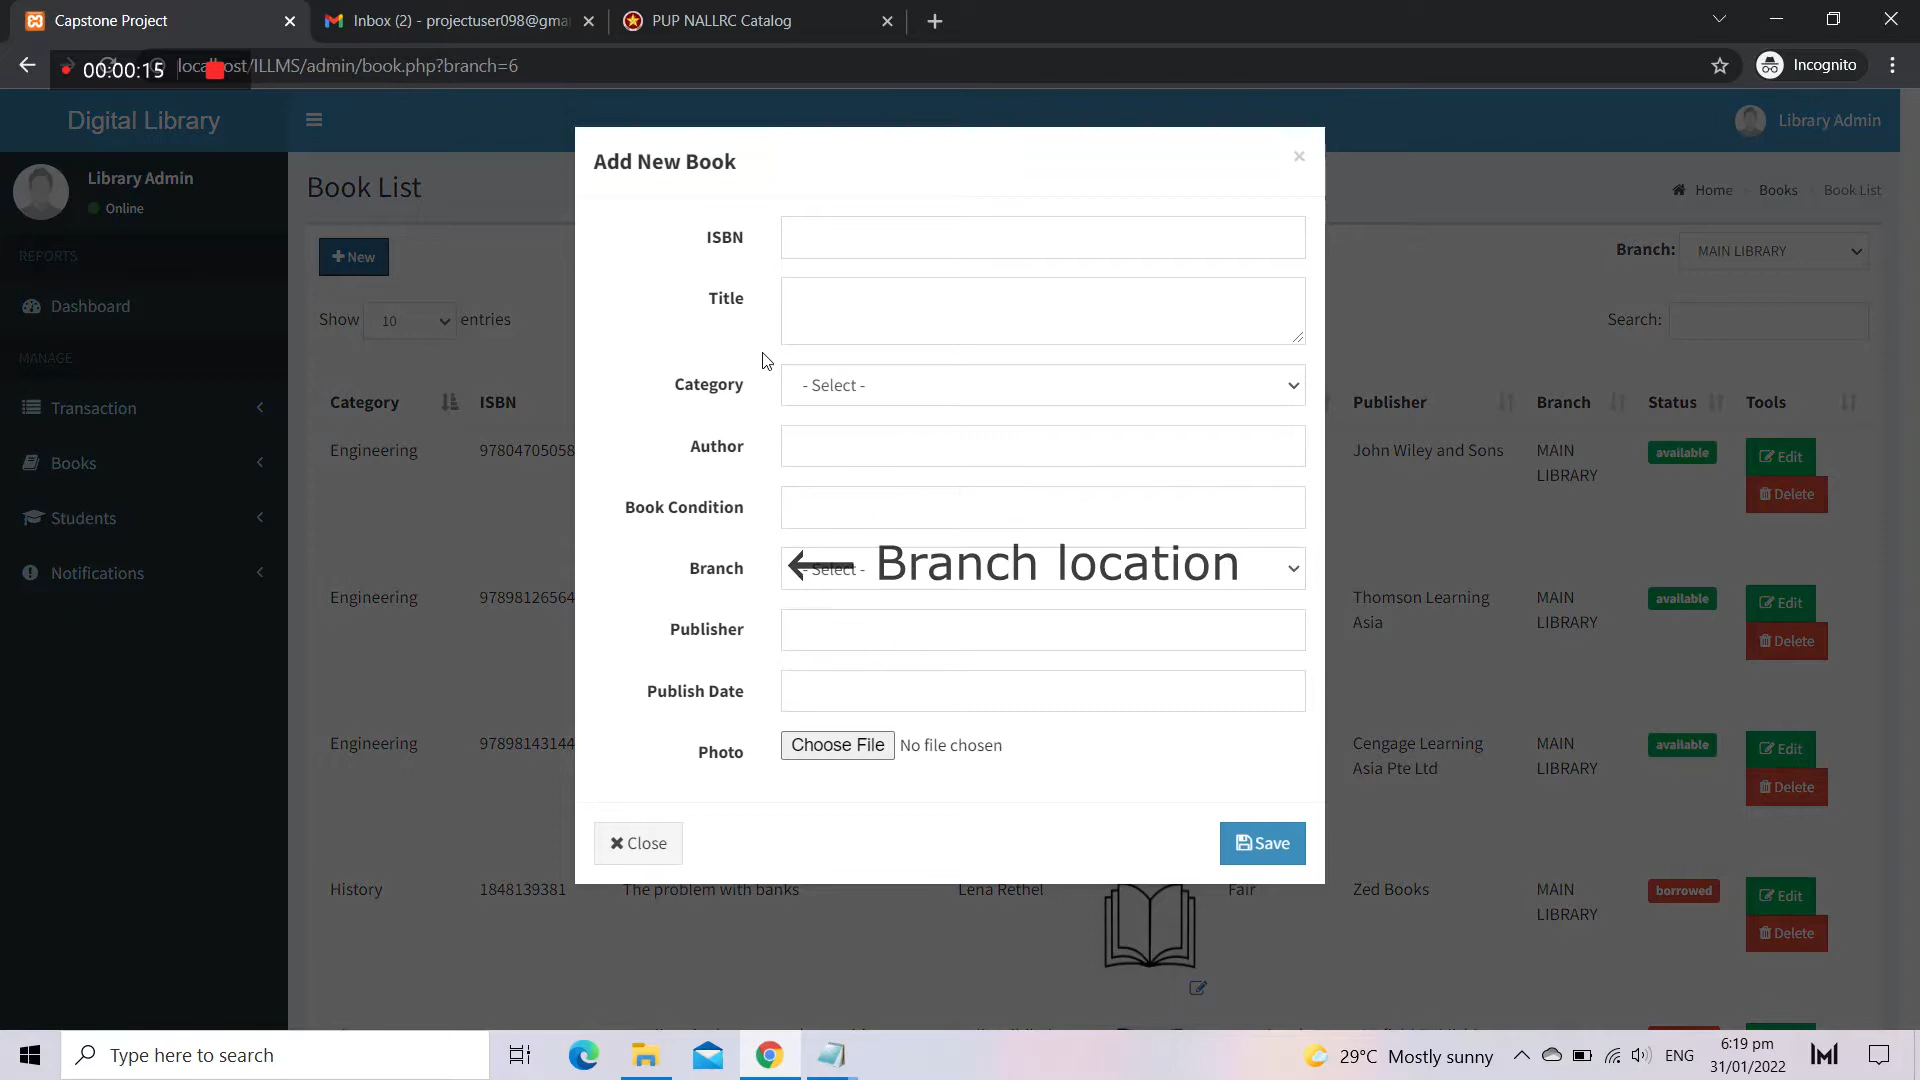 Capstone Project
Inbox (2) - projectuser098@gma
PUP NALLRC Catalog
00:00:15
localhost/ILLMS/admin/book.php?branch=6
Incognito
Digital Library
Library Admin
Library Admin
Online
Book List
Home
Books
Book List
REPORTS
Dashboard
MANAGE
Transaction
Books
Students
Notifications
New
Branch:
MAIN LIBRARY
Show 10 entries
Search:
Category
ISBN
Publisher
Branch
Status
Tools
Engineering
97804705058
John Wiley and Sons
MAIN
LIBRARY
available
Edit
Delete
Engineering
97898126564
Thomson Learning
Asia
MAIN
LIBRARY
available
Edit
Delete
Engineering
97898143144
Cengage Learning
Asia Pte Ltd
MAIN
LIBRARY
available
Edit
Delete
History
1848139381
The problem with banks
Lena Rethel
Fair
Zed Books
MAIN
LIBRARY
borrowed
Edit
Delete
Add New Book
×
ISBN
Title
Category
- Select -
Author
Book Condition
Branch
- Select -
← Branch location
Publisher
Publish Date
Photo
Choose File No file chosen
Close
Save
Type here to search
29°C Mostly sunny
ENG
6:19 pm
31/01/2022